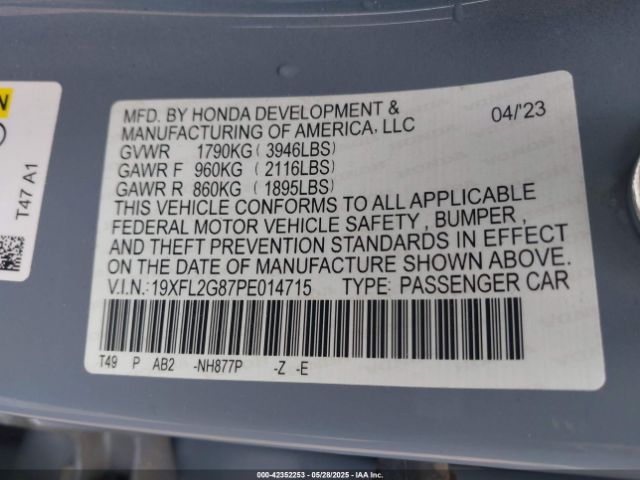 MFD. BY HONDA DEVELOPMENT &
MANUFACTURING OF AMERICA, LLC 04/'23
GVWR 1790KG ( 3946LBS)
GAWR F 960KG ( 2116LBS)
GAWR R 860KG ( 1895LBS)
THIS VEHICLE CONFORMS TO ALL APPLICABLE
FEDERAL MOTOR VEHICLE SAFETY , BUMPER ,
AND THEFT PREVENTION STANDARDS IN EFFECT
ON THE DATE OF MANUFACTURE SHOWN ABOVE.
V.I.N.: 19XFL2G87PE014715 TYPE: PASSENGER CAR
T49 P AB2 -NH877P -Z -E
T47 A1
000-42352253 | 05/28/2025 | IAA, Inc.